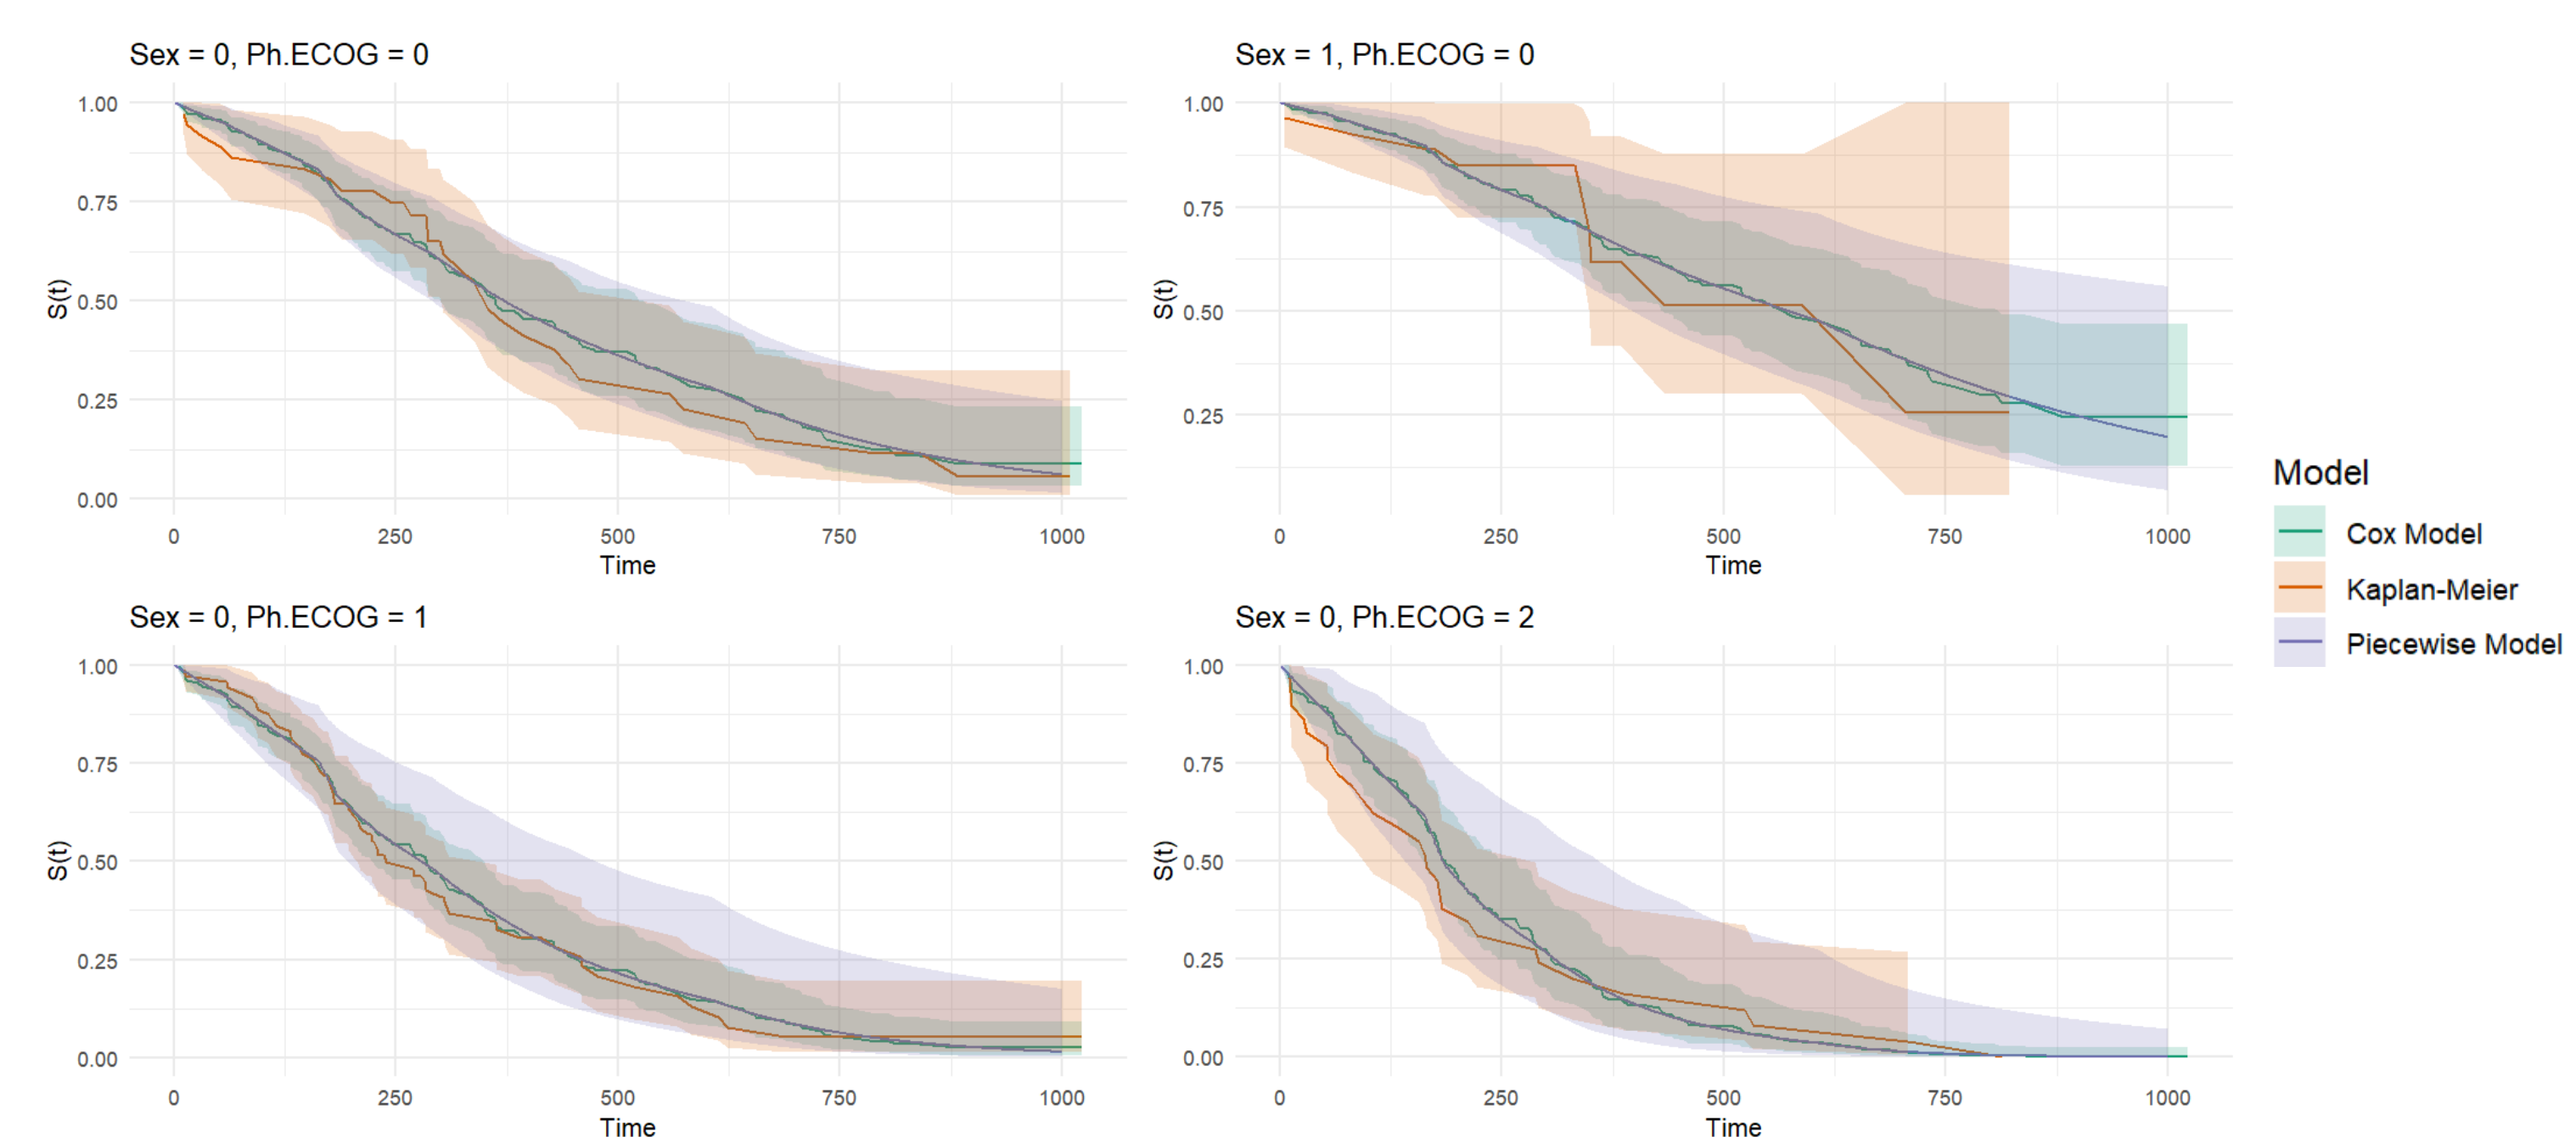 Sex = 0, Ph.ECOG = 0
1.00
0.75
0.50
0.25
0.00
S(t)
0 250 500 750 1000
Time
Sex = 1, Ph.ECOG = 0
1.00
0.75
0.50
0.25
S(t)
0 250 500 750 1000
Time
Sex = 0, Ph.ECOG = 1
1.00
0.75
0.50
0.25
0.00
S(t)
0 250 500 750 1000
Time
Sex = 0, Ph.ECOG = 2
1.00
0.75
0.50
0.25
0.00
S(t)
0 250 500 750 1000
Time
Model
Cox Model
Kaplan-Meier
Piecewise Model